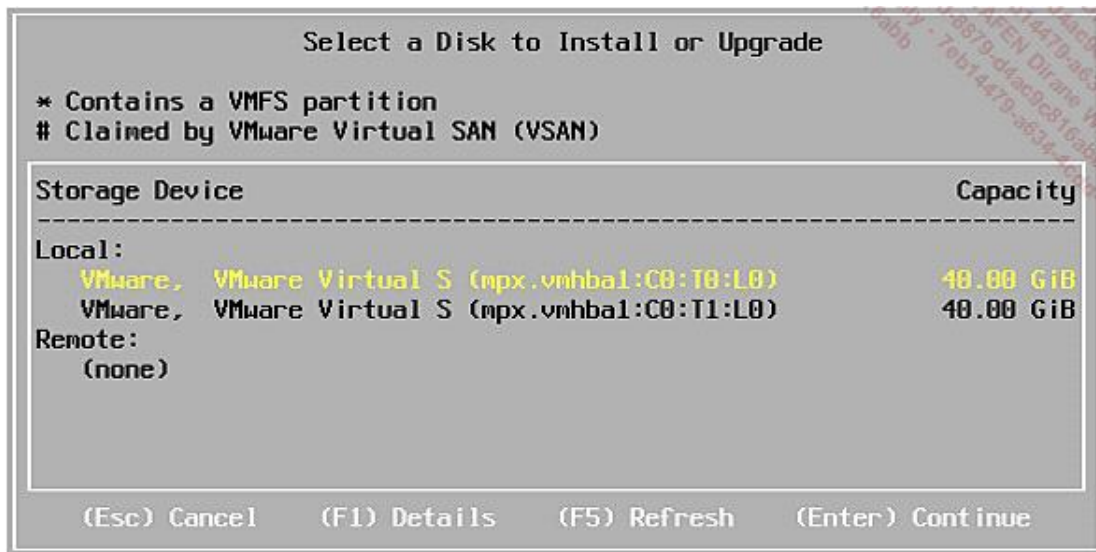 Select a Disk to Install or Upgrade
* Contains a VMFS partition
# Claimed by VMware Virtual SAN (VSAN)
Storage Device Capacity
Local:
VMware, VMware Virtual S (mpx.vmhba1:C0:T0:L0) 40.00 GiB
VMware, VMware Virtual S (mpx.vmhba1:C0:T1:L0) 40.00 GiB
Remote:
(none)
(Esc) Cancel (F1) Details (F5) Refresh (Enter) Continue